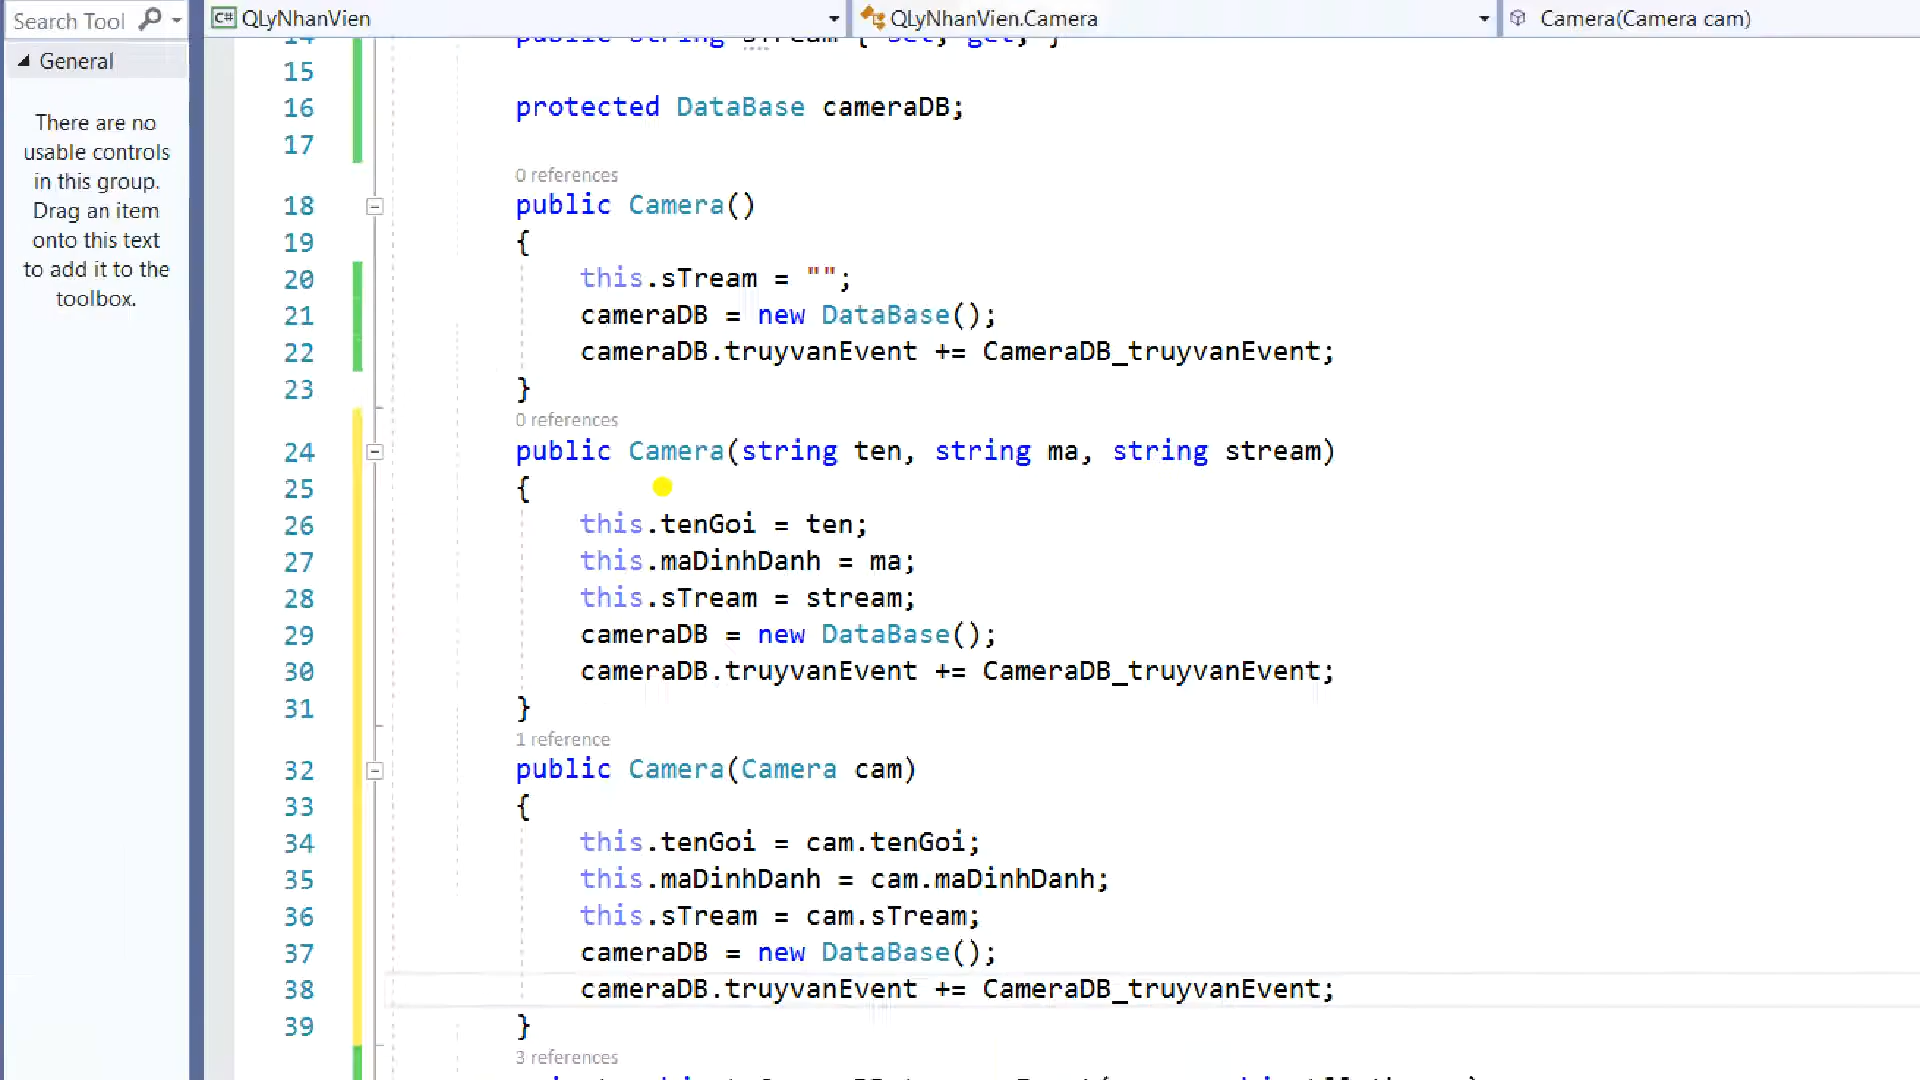 Search Tool
QLyNhanVien
QLyNhanVien.Camera
Camera(Camera cam)
General
There are no
usable controls
in this group.
Drag an item
onto this text
to add it to the
toolbox.
14 public string sTream { set; get; }
15
16 protected DataBase cameraDB;
17
0 references
18 public Camera()
19 {
20 this.sTream = "";
21 cameraDB = new DataBase();
22 cameraDB.truyvanEvent += CameraDB_truyvanEvent;
23 }
0 references
24 public Camera(string ten, string ma, string stream)
25 {
26 this.tenGoi = ten;
27 this.maDinhDanh = ma;
28 this.sTream = stream;
29 cameraDB = new DataBase();
30 cameraDB.truyvanEvent += CameraDB_truyvanEvent;
31 }
1 reference
32 public Camera(Camera cam)
33 {
34 this.tenGoi = cam.tenGoi;
35 this.maDinhDanh = cam.maDinhDanh;
36 this.sTream = cam.sTream;
37 cameraDB = new DataBase();
38 cameraDB.truyvanEvent += CameraDB_truyvanEvent;
39 }
3 references